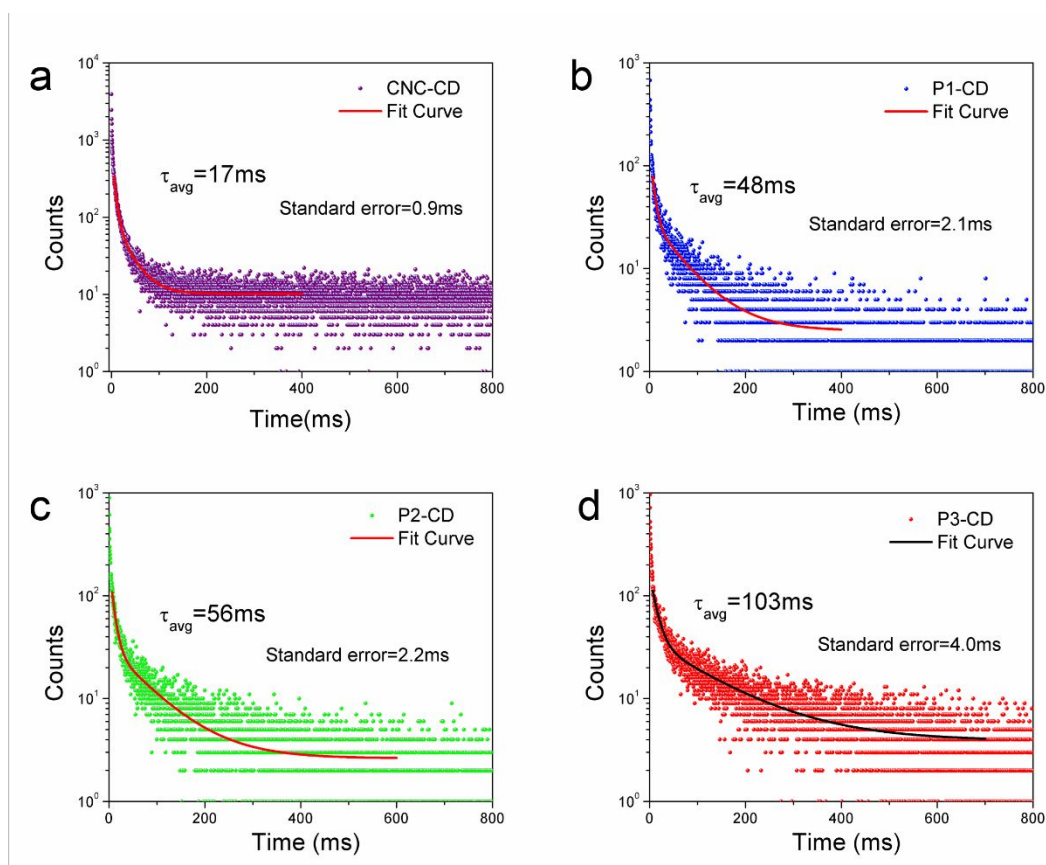 a
CNC-CD
Fit Curve
τavg=17ms
Standard error=0.9ms
Counts
10^4
10^3
10^2
10^1
10^0
0 200 400 600 800
Time(ms)
b
P1-CD
Fit Curve
τavg=48ms
Standard error=2.1ms
Counts
10^3
10^2
10^1
10^0
0 200 400 600 800
Time (ms)
c
P2-CD
Fit Curve
τavg=56ms
Standard error=2.2ms
Counts
10^3
10^2
10^1
10^0
0 200 400 600 800
Time (ms)
d
P3-CD
Fit Curve
τavg=103ms
Standard error=4.0ms
Counts
10^3
10^2
10^1
10^0
0 200 400 600 800
Time (ms)